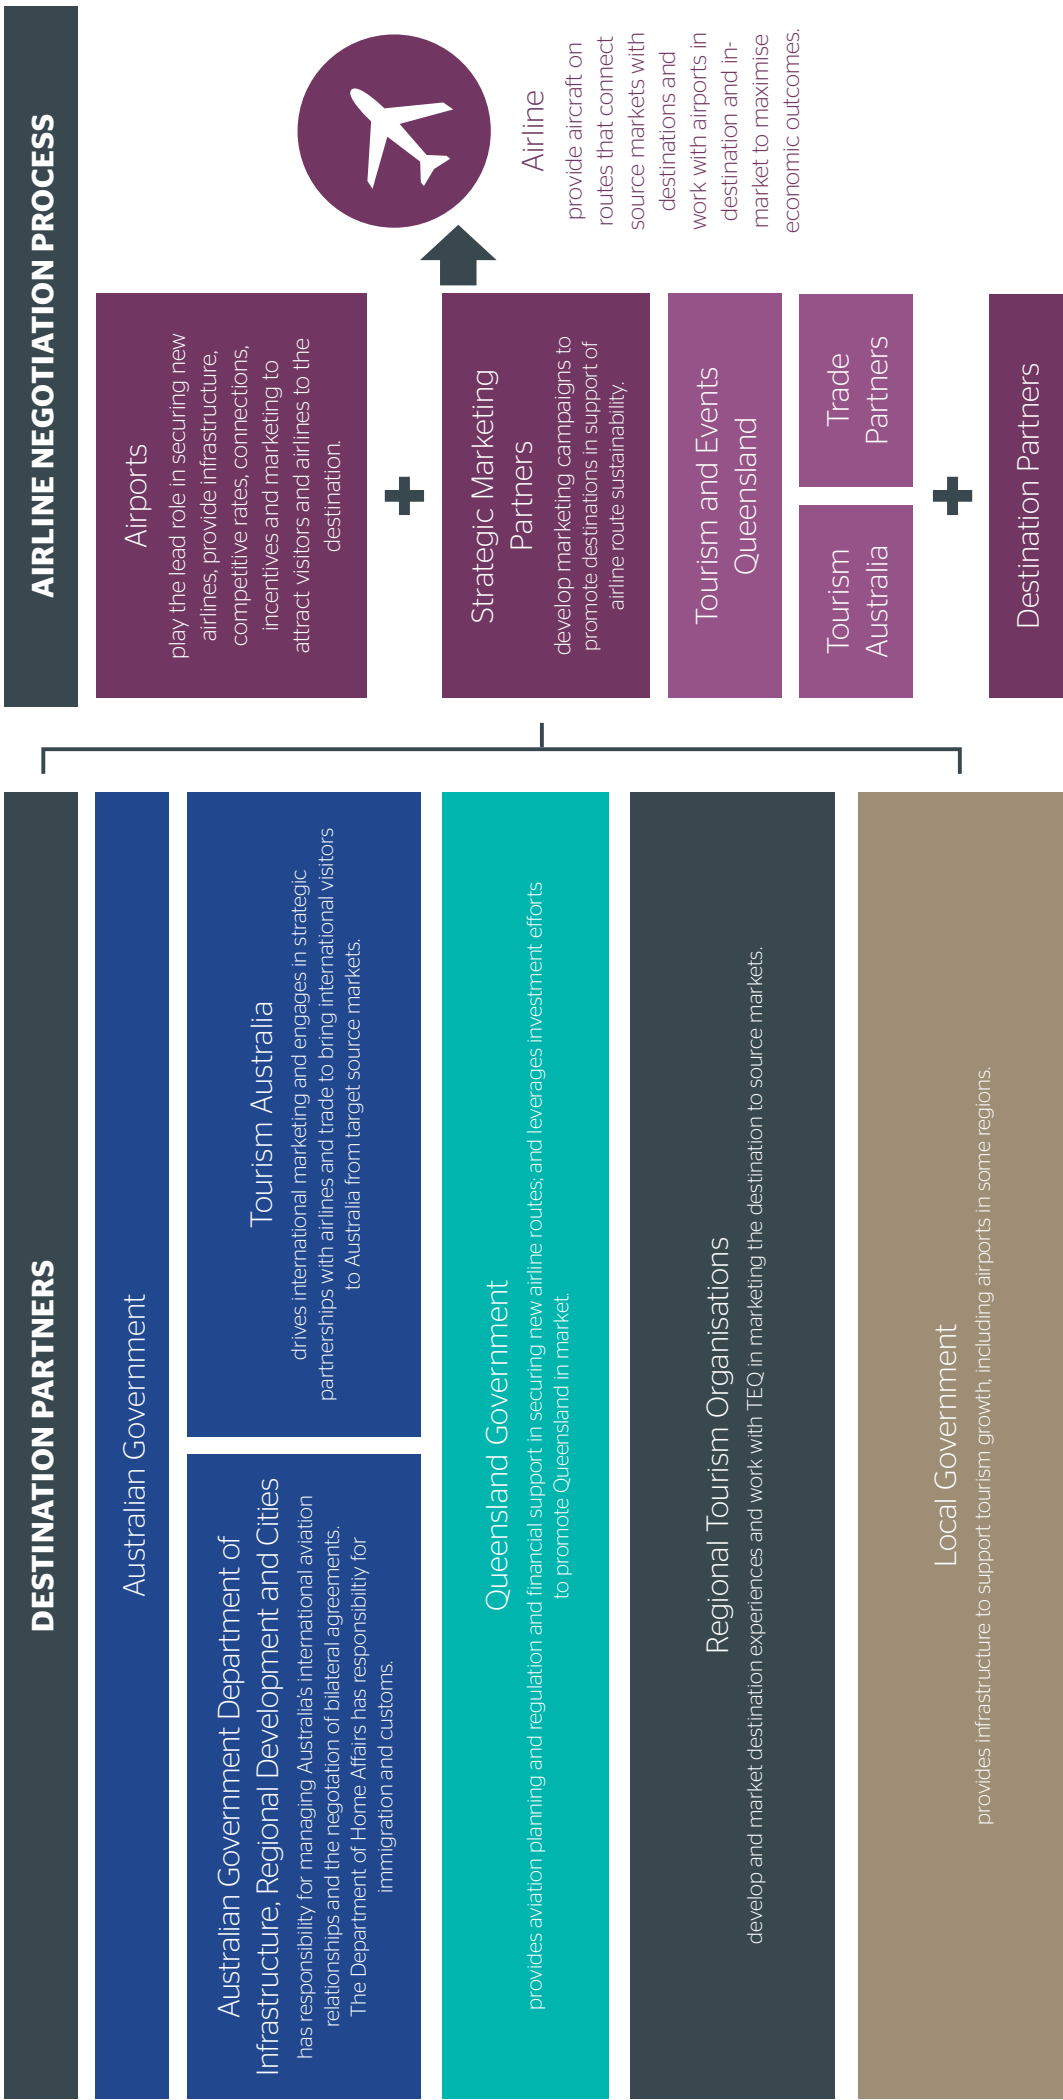 DESTINATION PARTNERS
Australian Government
Australian Government Department of
Infrastructure, Regional Development and Cities
has responsibility for managing Australia's international aviation
relationships and the negotation of bilateral agreements.
The Department of Home Affairs has responsibiltiy for
immigration and customs.
Tourism Australia
drives international marketing and engages in strategic
partnerships with airlines and trade to bring international visitors
to Australia from target source markets.
Queensland Government
provides aviation planning and regulation and financial support in securing new airline routes; and leverages investment efforts
to promote Queensland in market.
Regional Tourism Organisations
develop and market destination experiences and work with TEQ in marketing the destination to source markets.
Local Government
provides infrastructure to support tourism growth, including airports in some regions.
AIRLINE NEGOTIATION PROCESS
Airports
play the lead role in securing new
airlines, provide infrastructure,
competitive rates, connections,
incentives and marketing to
attract visitors and airlines to the
destination.
+
Strategic Marketing
Partners
develop marketing campaigns to
promote destinations in support of
airline route sustainability.
Tourism and Events
Queensland
Tourism
Australia
Trade
Partners
+
Destination Partners
Airline
provide aircraft on
routes that connect
source markets with
destinations and
work with airports in
destination and in-
market to maximise
economic outcomes.